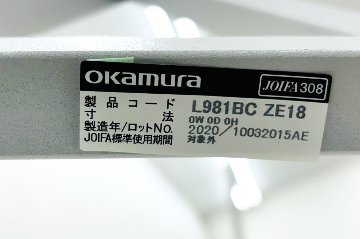 okamura JOIFA308
製品コード L981BC ZE18
寸法 0W 0D 0H
製造年/ロットNO. 2020/10032015AE
JOIFA標準使用期間 対象外